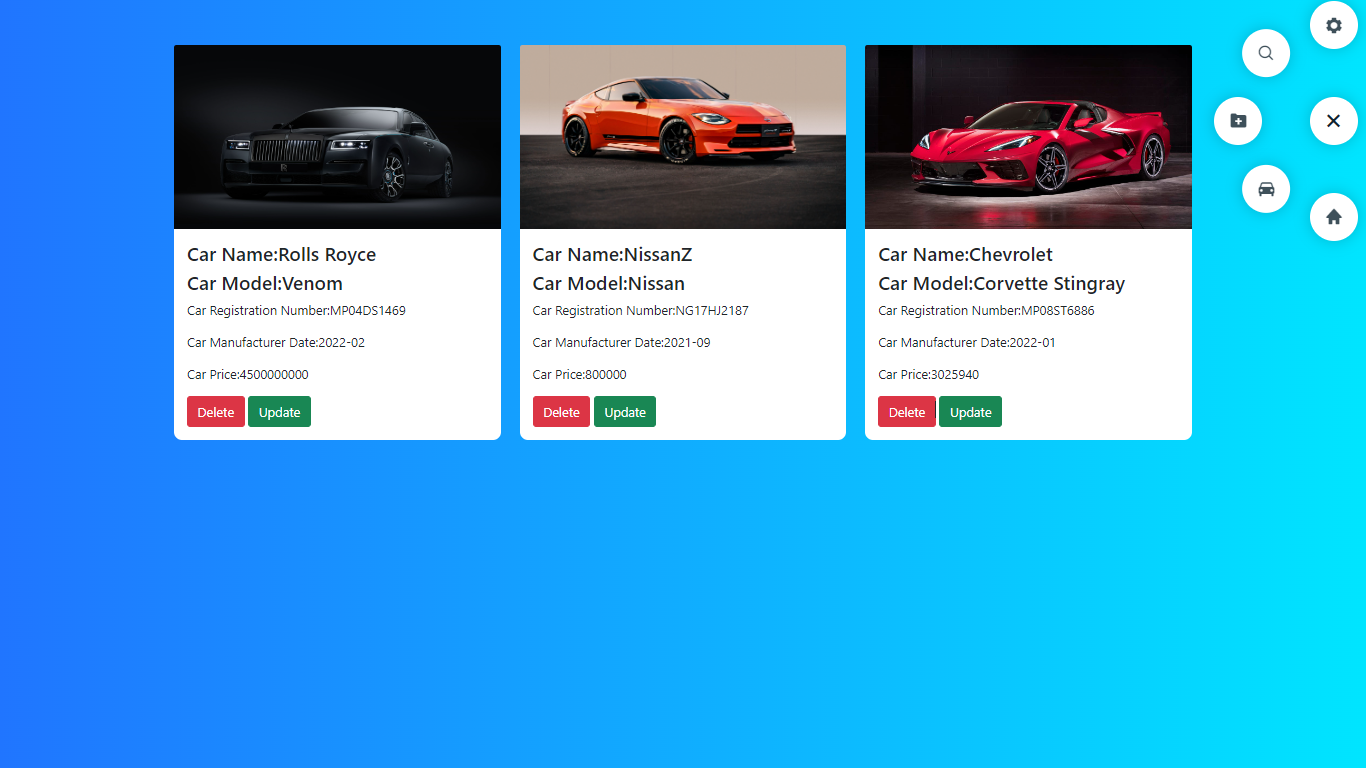 Car Name:Rolls Royce
Car Model:Venom
Car Registration Number:MP04DS1469
Car Manufacturer Date:2022-02
Car Price:4500000000
Delete Update
Car Name:NissanZ
Car Model:Nissan
Car Registration Number:NG17HJ2187
Car Manufacturer Date:2021-09
Car Price:800000
Delete Update
Car Name:Chevrolet
Car Model:Corvette Stingray
Car Registration Number:MP08ST6886
Car Manufacturer Date:2022-01
Car Price:3025940
Delete Update